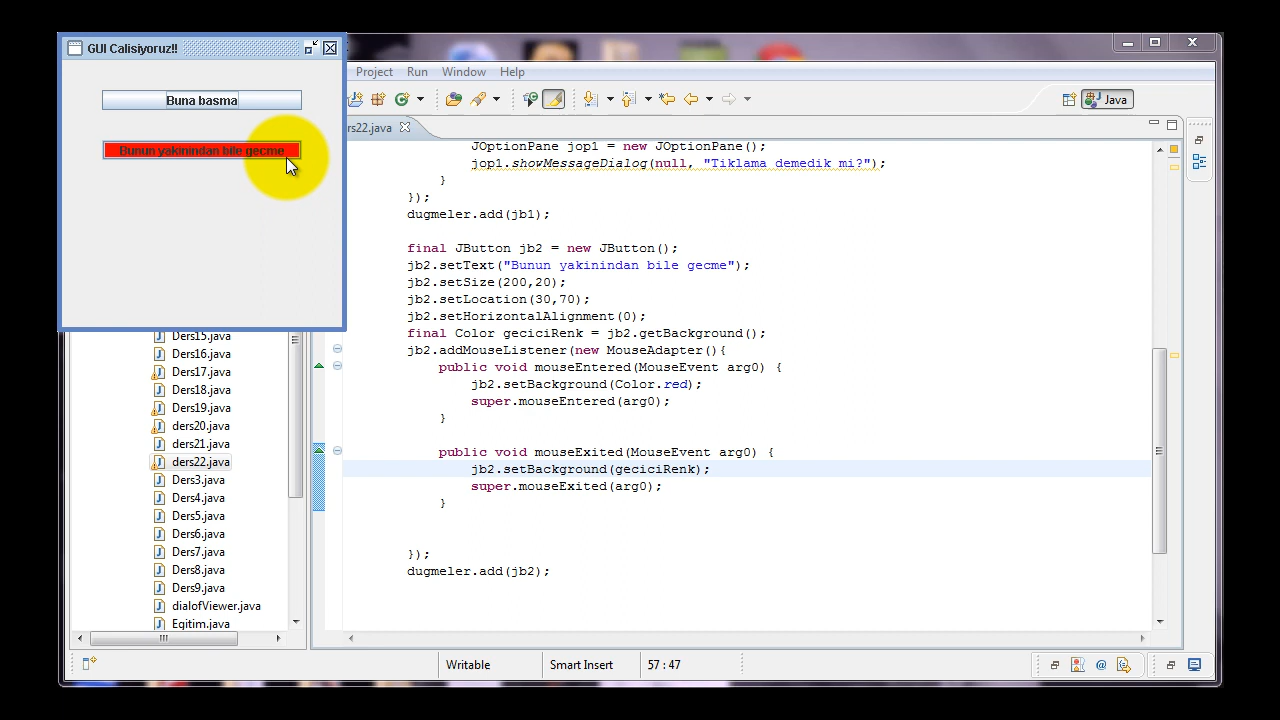 GUI Calisiyoruz!!
Buna basma
Bunun yakinindan bile gecme
Project Run Window Help
Java
rs22.java
JOptionPane jop1 = new JOptionPane();
jop1.showMessageDialog(null, "Tiklama demedik mi?");
}
});
dugmeler.add(jb1);
final JButton jb2 = new JButton();
jb2.setText("Bunun yakinindan bile gecme");
jb2.setSize(200,20);
jb2.setLocation(30,70);
jb2.setHorizontalAlignment(0);
final Color geciciRenk = jb2.getBackground();
jb2.addMouseListener(new MouseAdapter(){
public void mouseEntered(MouseEvent arg0) {
jb2.setBackground(Color.red);
super.mouseEntered(arg0);
}
public void mouseExited(MouseEvent arg0) {
jb2.setBackground(geciciRenk);
super.mouseExited(arg0);
}
});
dugmeler.add(jb2);
Ders15.java
Ders16.java
Ders17.java
Ders18.java
Ders19.java
ders20.java
ders21.java
ders22.java
Ders3.java
Ders4.java
Ders5.java
Ders6.java
Ders7.java
Ders8.java
Ders9.java
dialofViewer.java
Egitim.java
Writable
Smart Insert
57 : 47